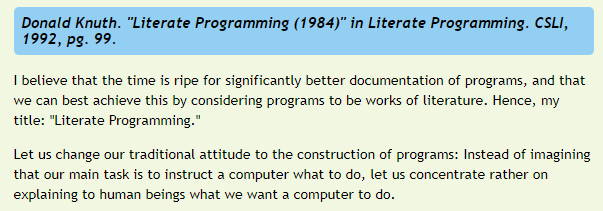 Donald Knuth. "Literate Programming (1984)" in Literate Programming. CSLI,
1992, pg. 99.
I believe that the time is ripe for significantly better documentation of programs, and that
we can best achieve this by considering programs to be works of literature. Hence, my
title: "Literate Programming."
Let us change our traditional attitude to the construction of programs: Instead of imagining
that our main task is to instruct a computer what to do, let us concentrate rather on
explaining to human beings what we want a computer to do.